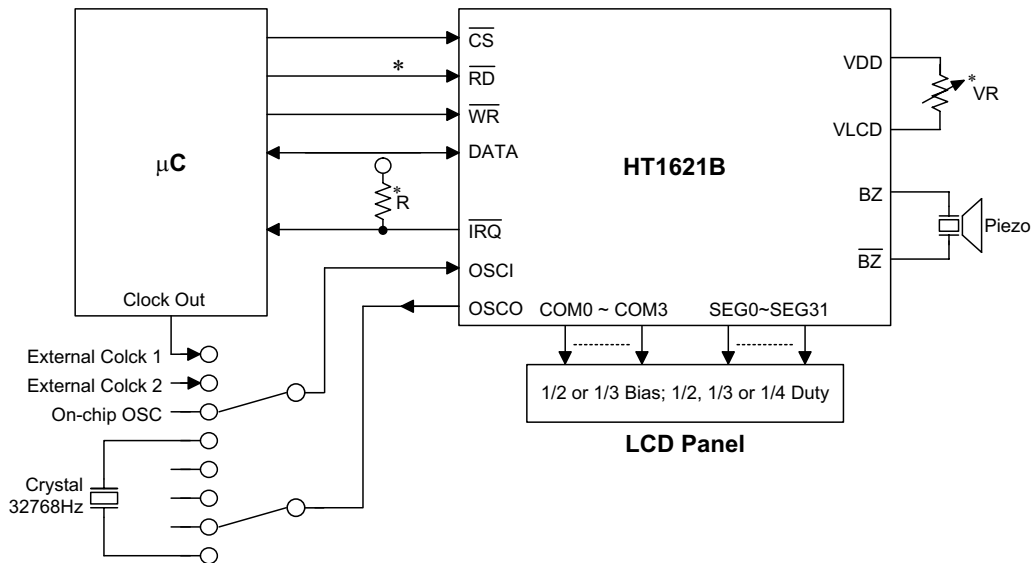 μC
Clock Out
*
*
R
CS
RD
WR
DATA
IRQ
OSCI
OSCO
HT1621B
VDD
VLCD
BZ
BZ
*
VR
Piezo
COM0 ~ COM3
SEG0~SEG31
1/2 or 1/3 Bias; 1/2, 1/3 or 1/4 Duty
LCD Panel
External Colck 1
External Colck 2
On-chip OSC
Crystal
32768Hz